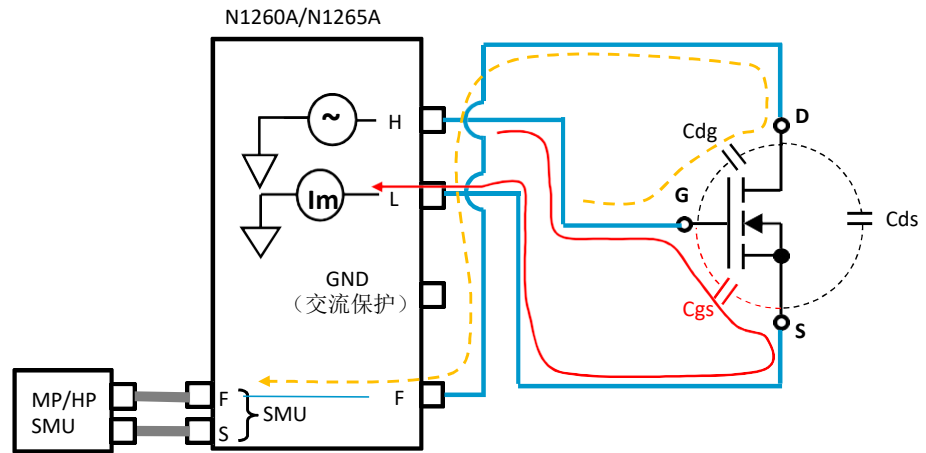 N1260A/N1265A
~
H
Im
L
GND
（交流保护）
F
SMU
S
F
MP/HP
SMU
D
Cdg
G
Cds
Cgs
S